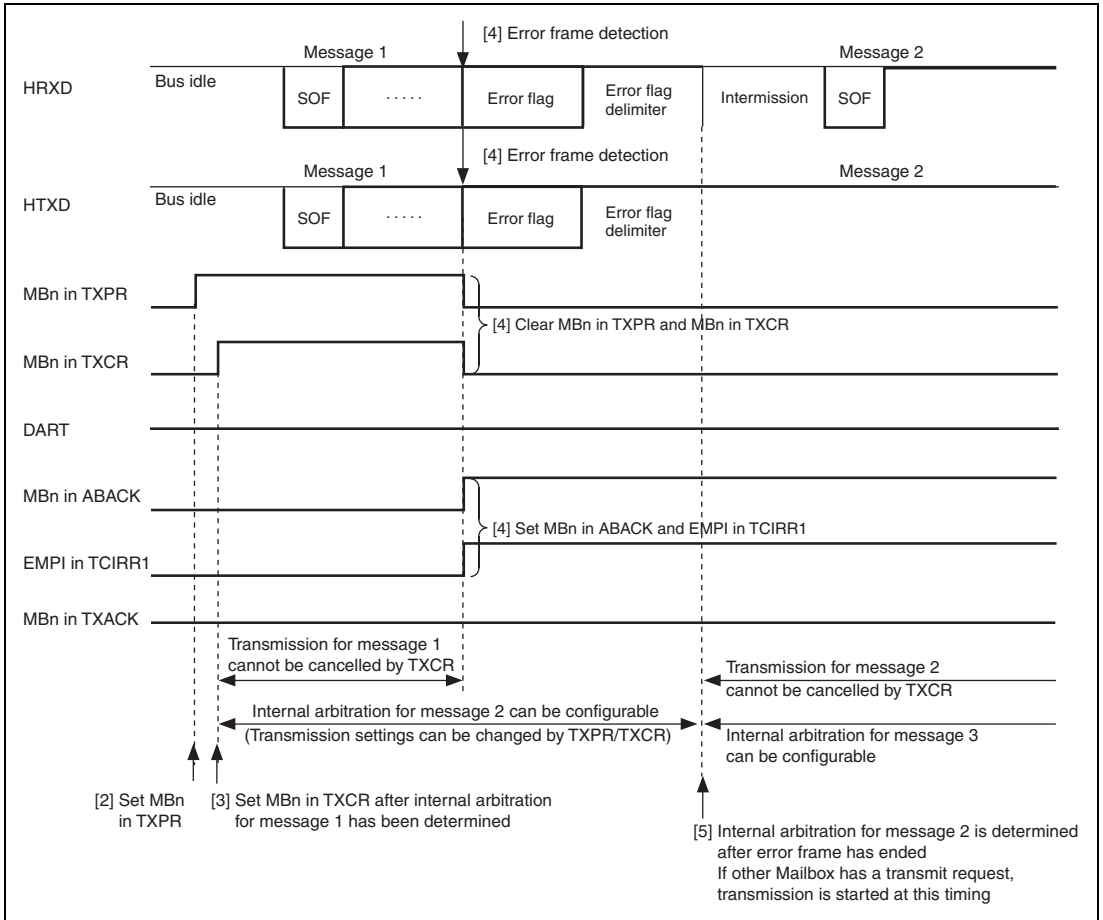 [4] Error frame detection
Message 1
Message 2
HRXD
Bus idle
SOF
. . . . .
Error flag
Error flag
delimiter
Intermission
SOF
[4] Error frame detection
Message 1
Message 2
HTXD
Bus idle
SOF
. . . . .
Error flag
Error flag
delimiter
MBn in TXPR
[4] Clear MBn in TXPR and MBn in TXCR
MBn in TXCR
DART
MBn in ABACK
[4] Set MBn in ABACK and EMPI in TCIRR1
EMPI in TCIRR1
MBn in TXACK
Transmission for message 1
cannot be cancelled by TXCR
Transmission for message 2
cannot be cancelled by TXCR
Internal arbitration for message 2 can be configurable
(Transmission settings can be changed by TXPR/TXCR)
Internal arbitration for message 3
can be configurable
[2] Set MBn
in TXPR
[3] Set MBn in TXCR after internal arbitration
for message 1 has been determined
[5] Internal arbitration for message 2 is determined
after error frame has ended
If other Mailbox has a transmit request,
transmission is started at this timing